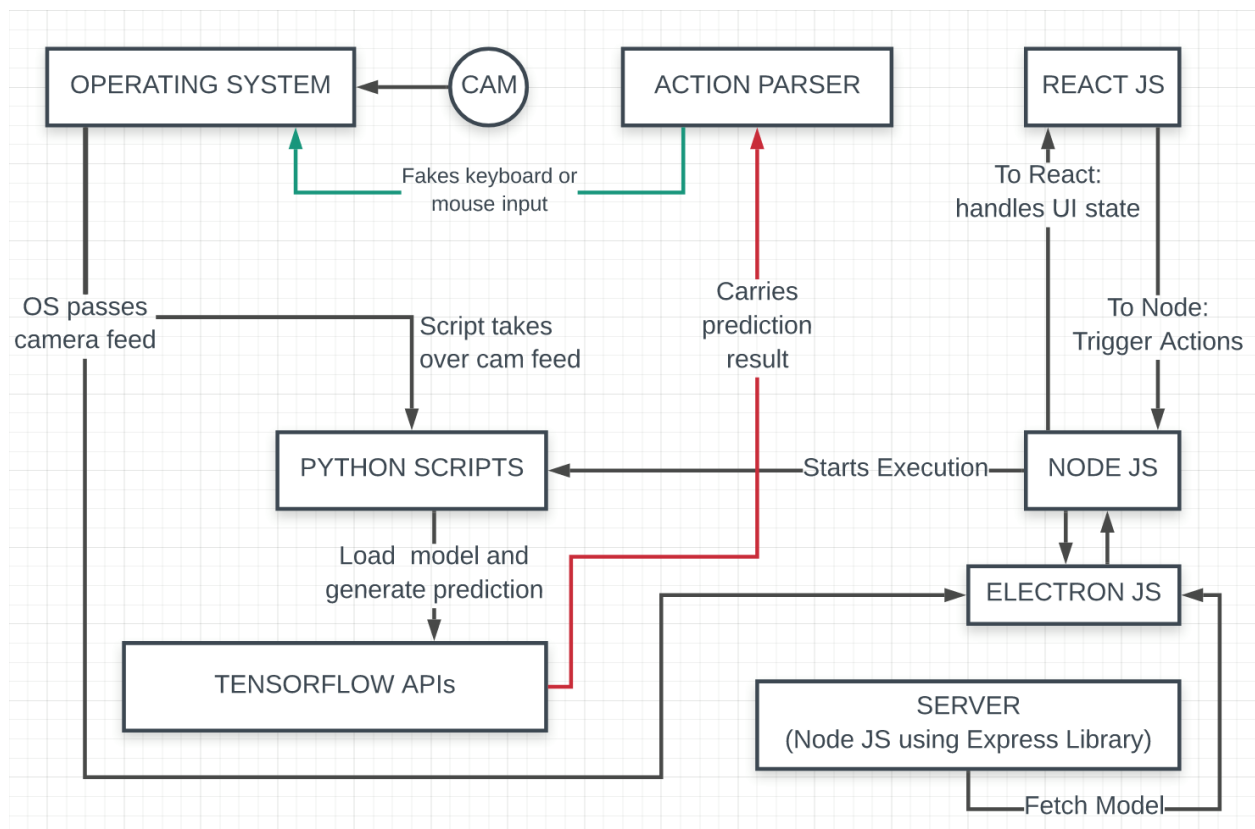 OPERATING SYSTEM
CAM
ACTION PARSER
REACT JS
Fakes keyboard or
mouse input
To React:
handles UI state
OS passes
camera feed
Script takes
over cam feed
Carries
prediction
result
To Node:
Trigger Actions
PYTHON SCRIPTS
Starts Execution
NODE JS
Load model and
generate prediction
ELECTRON JS
TENSORFLOW APIs
SERVER
(Node JS using Express Library)
Fetch Model